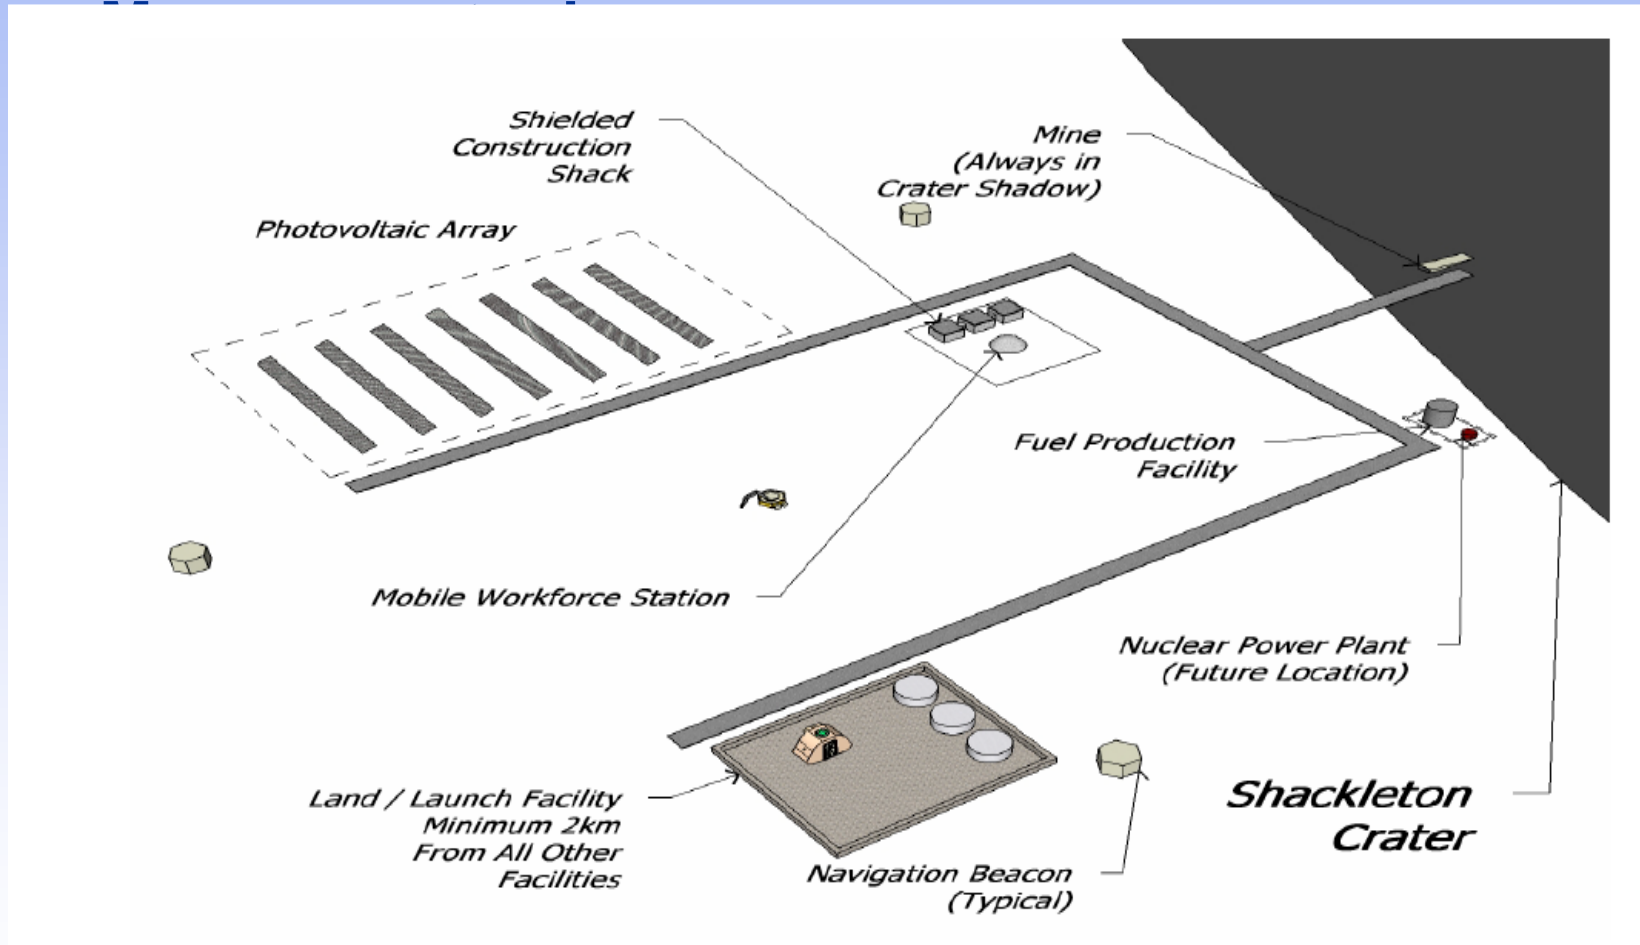 Shielded
Construction
Shack
Mine
(Always in
Crater Shadow)
Photovoltaic Array
Fuel Production
Facility
Mobile Workforce Station
Nuclear Power Plant
(Future Location)
Land / Launch Facility
Minimum 2km
From All Other
Facilities
Shackleton
Crater
Navigation Beacon
(Typical)